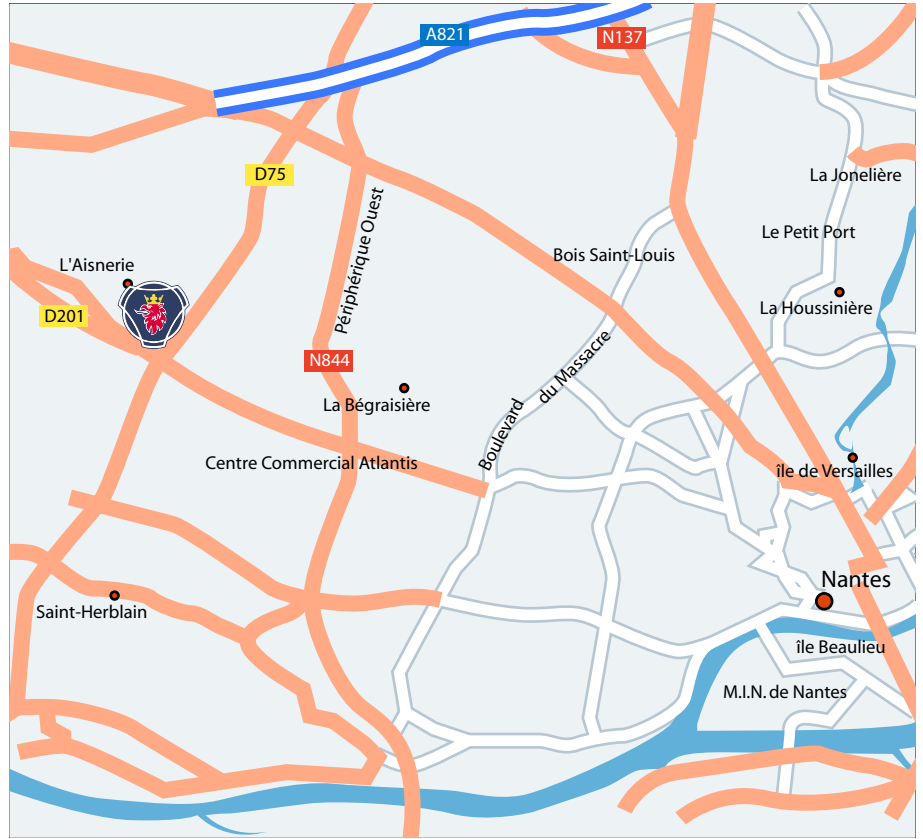 A821
N137
D75
La Jonelière
Périphérique Ouest
Le Petit Port
Bois Saint-Louis
L'Aisnerie
La Houssinière
D201
N844
du Massacre
La Bégraisière
Boulevard
Centre Commercial Atlantis
île de Versailles
Nantes
Saint-Herblain
île Beaulieu
M.I.N. de Nantes